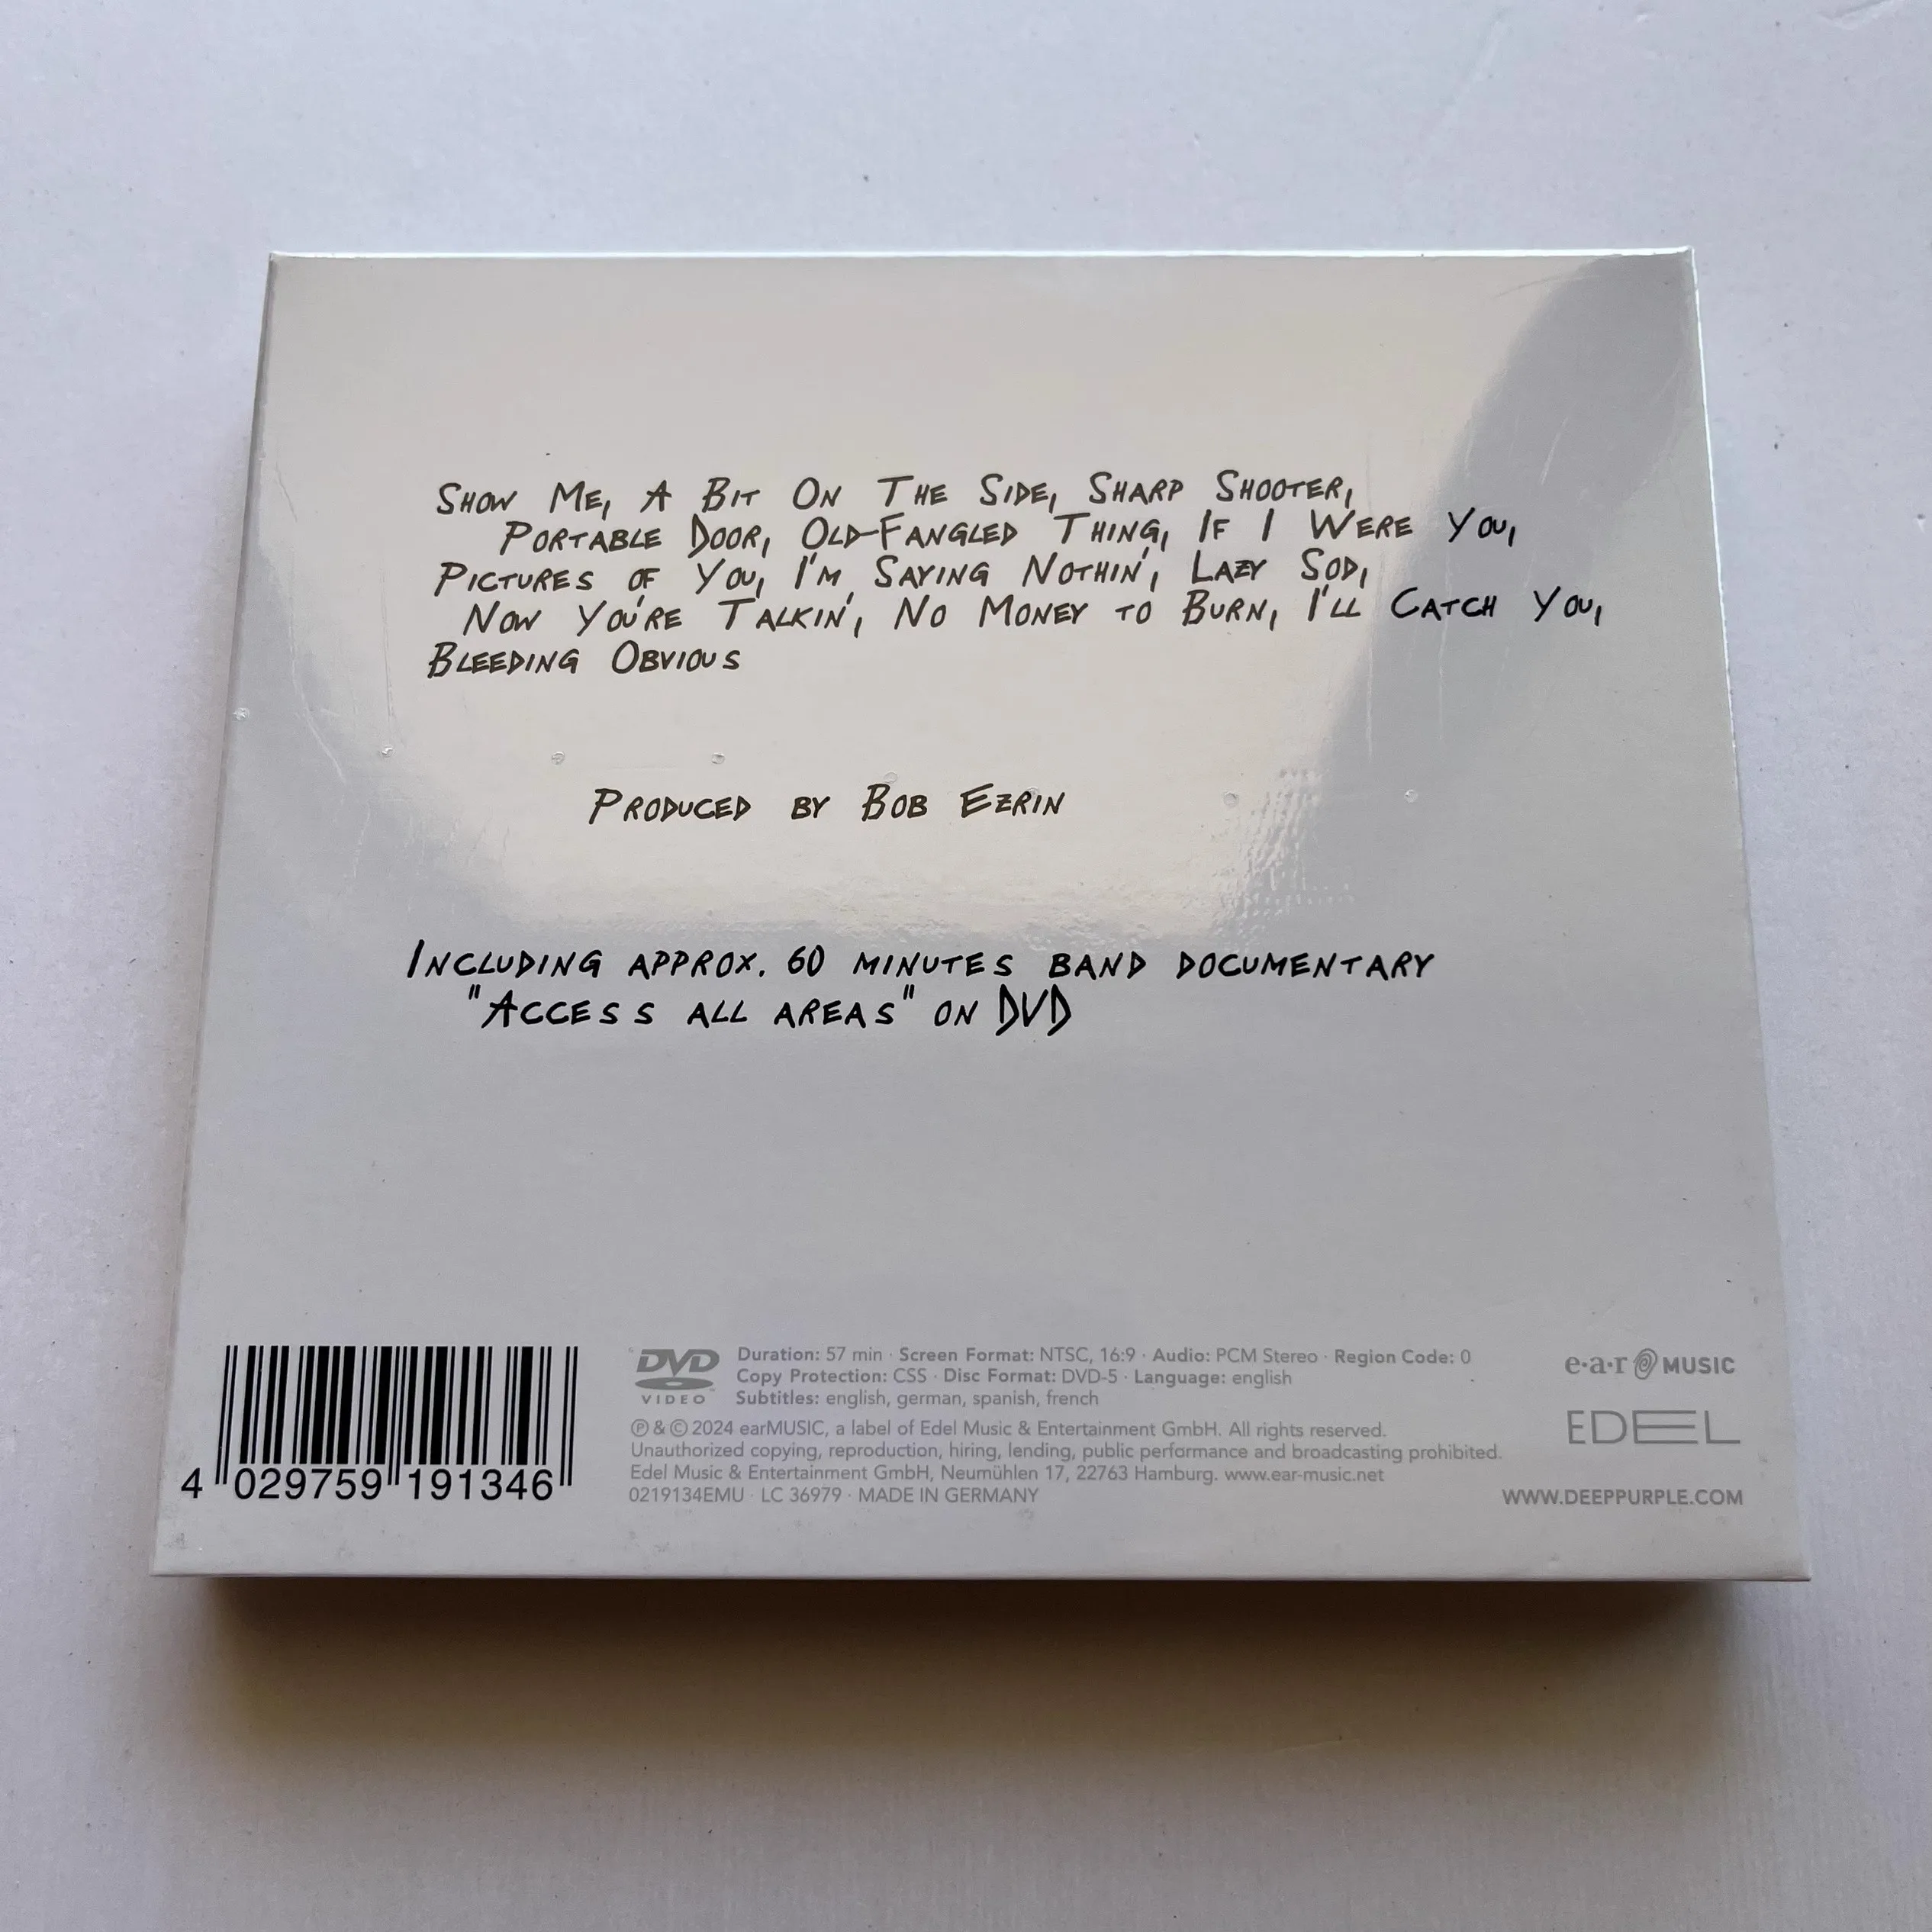 Show Me, A Bit On The Side, Sharp Shooter,
Portable Door, Old-Fangled Thing, If I Were You,
Pictures of You, I'm Saying Nothin', Lazy Sod,
Now You're Talkin', No Money to Burn, I'll Catch You,
Bleeding Obvious
Produced by Bob Ezrin
Including approx. 60 minutes band documentary
"Access all areas" on DVD
DVD
VIDEO
Duration: 57 min · Screen Format: NTSC, 16:9 · Audio: PCM Stereo · Region Code: 0
Copy Protection: CSS · Disc Format: DVD-5 · Language: english
Subtitles: english, german, spanish, french
℗ & © 2024 earMUSIC, a label of Edel Music & Entertainment GmbH. All rights reserved.
Unauthorized copying, reproduction, hiring, lending, public performance and broadcasting prohibited.
Edel Music & Entertainment GmbH, Neumühlen 17, 22763 Hamburg. www.ear-music.net
0219134EMU · LC 36979 · MADE IN GERMANY
e·a·r MUSIC
EDEL
WWW.DEEPPURPLE.COM
4 029759 191346